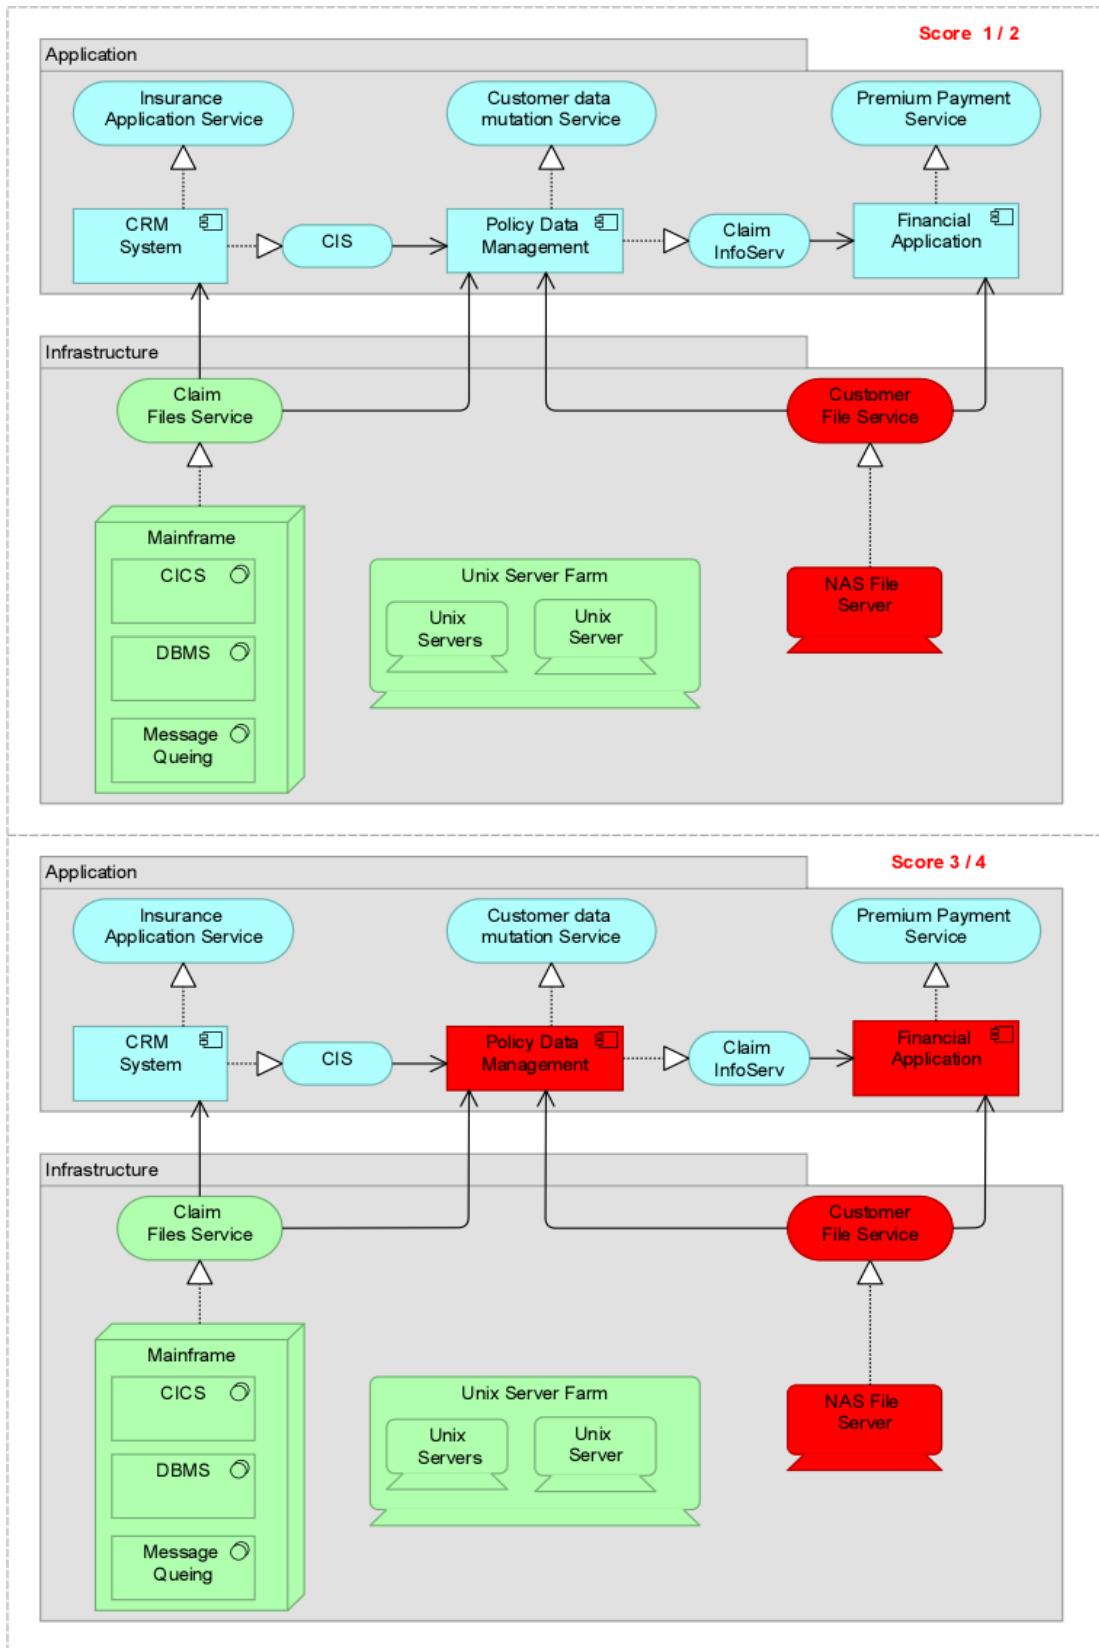 Score 1 / 2
Application
Insurance
Application Service
Customer data
mutation Service
Premium Payment
Service
CRM
System
CIS
Policy Data
Management
Claim
InfoServ
Financial
Application
Infrastructure
Claim
Files Service
Customer
File Service
Mainframe
CICS
DBMS
Message
Queing
Unix Server Farm
Unix
Servers
Unix
Server
NAS File
Server
Score 3 / 4
Application
Insurance
Application Service
Customer data
mutation Service
Premium Payment
Service
CRM
System
CIS
Policy Data
Management
Claim
InfoServ
Financial
Application
Infrastructure
Claim
Files Service
Customer
File Service
Mainframe
CICS
DBMS
Message
Queing
Unix Server Farm
Unix
Servers
Unix
Server
NAS File
Server